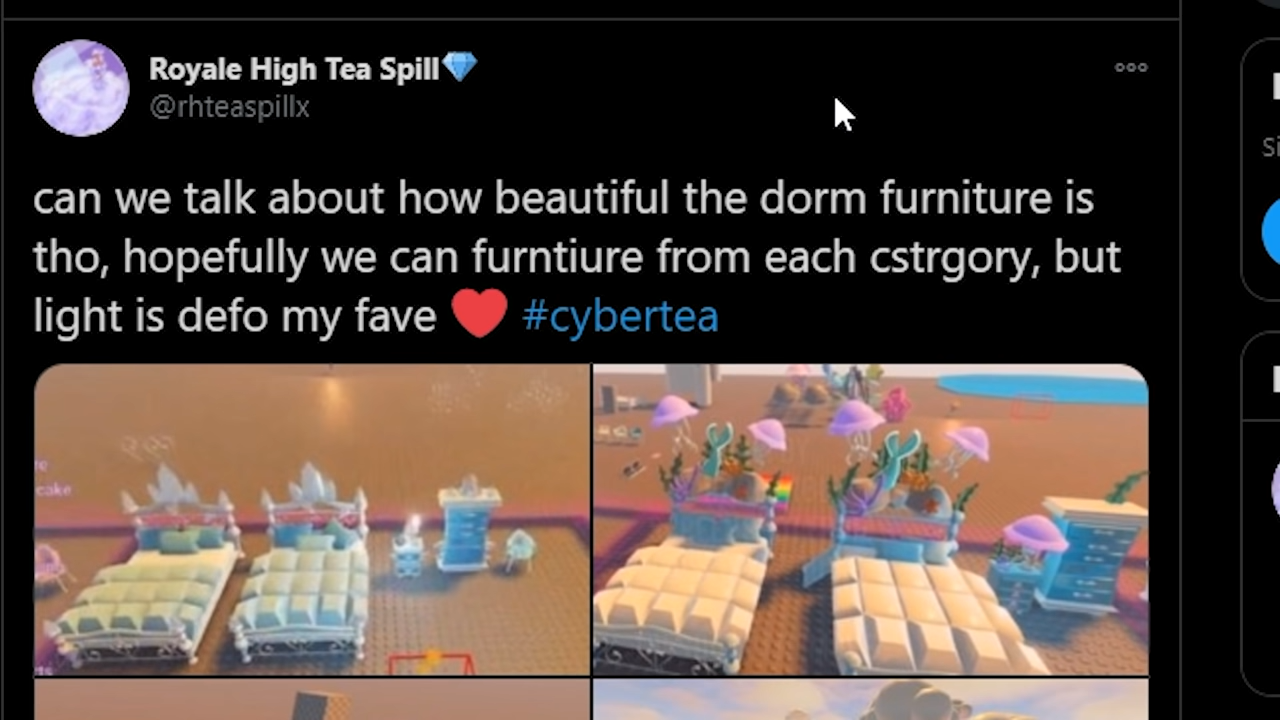 Royale High Tea Spill💎
@rhteaspillx
can we talk about how beautiful the dorm furniture is
tho, hopefully we can furntiure from each cstrgory, but
light is defo my fave ❤️ #cybertea
cake